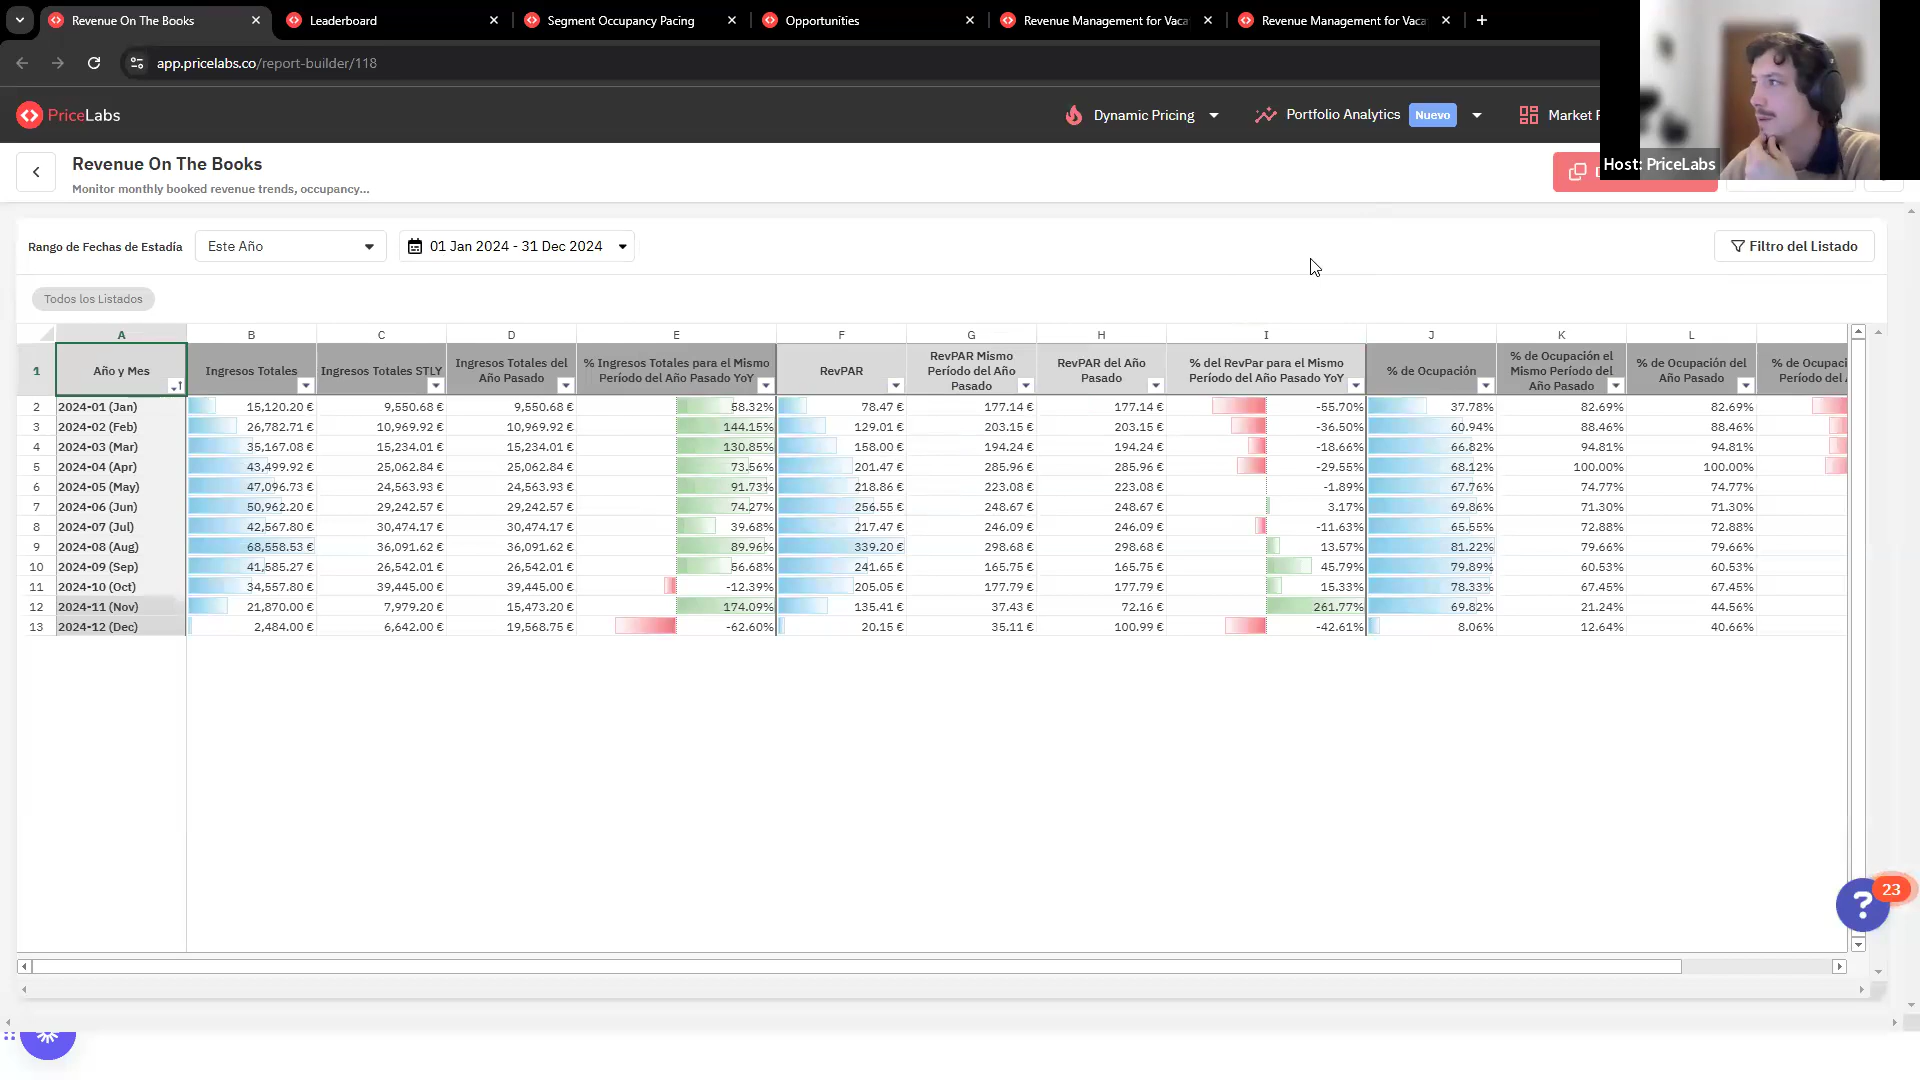 Revenue On The Books
Leaderboard
Segment Occupancy Pacing
Opportunities
Revenue Management for Vaca
Revenue Management for Vaca
app.pricelabs.co/report-builder/118
PriceLabs
Dynamic Pricing
Portfolio Analytics
Nuevo
Market
Host: PriceLabs
Revenue On The Books
Monitor monthly booked revenue trends, occupancy...
Rango de Fechas de Estadía
Este Año
01 Jan 2024 - 31 Dec 2024
Filtro del Listado
Todos los Listados
A B C D E F G H I J K L
1 Año y Mes
Ingresos Totales
Ingresos Totales STLY
Ingresos Totales del
Año Pasado
% Ingresos Totales para el Mismo
Período del Año Pasado YoY
RevPAR
RevPAR Mismo
Período del Año
Pasado
RevPAR del Año
Pasado
% del RevPar para el Mismo
Período del Año Pasado YoY
% de Ocupación
% de Ocupación el
Mismo Período del
Año Pasado
% de Ocupación del
Año Pasado
% de Ocupaci
Período del
2 2024-01 (Jan) 15,120.20 € 9,550.68 € 9,550.68 € 58.32% 78.47 € 177.14 € 177.14 € -55.70% 37.78% 82.69% 82.69%
3 2024-02 (Feb) 26,782.71 € 10,969.92 € 10,969.92 € 144.15% 129.01 € 203.15 € 203.15 € -36.50% 60.94% 88.46% 88.46%
4 2024-03 (Mar) 35,167.08 € 15,234.01 € 15,234.01 € 130.85% 158.00 € 194.24 € 194.24 € -18.66% 66.82% 94.81% 94.81%
5 2024-04 (Apr) 43,499.92 € 25,062.84 € 25,062.84 € 73.56% 201.47 € 285.96 € 285.96 € -29.55% 68.12% 100.00% 100.00%
6 2024-05 (May) 47,096.73 € 24,563.93 € 24,563.93 € 91.73% 218.86 € 223.08 € 223.08 € -1.89% 67.76% 74.77% 74.77%
7 2024-06 (Jun) 50,962.20 € 29,242.57 € 29,242.57 € 74.27% 256.55 € 248.67 € 248.67 € 3.17% 69.86% 71.30% 71.30%
8 2024-07 (Jul) 42,567.80 € 30,474.17 € 30,474.17 € 39.68% 217.47 € 246.09 € 246.09 € -11.63% 65.55% 72.88% 72.88%
9 2024-08 (Aug) 68,558.53 € 36,091.62 € 36,091.62 € 89.96% 339.20 € 298.68 € 298.68 € 13.57% 81.22% 79.66% 79.66%
10 2024-09 (Sep) 41,585.27 € 26,542.01 € 26,542.01 € 56.68% 241.65 € 165.75 € 165.75 € 45.79% 79.89% 60.53% 60.53%
11 2024-10 (Oct) 34,557.80 € 39,445.00 € 39,445.00 € -12.39% 205.05 € 177.79 € 177.79 € 15.33% 78.33% 67.45% 67.45%
12 2024-11 (Nov) 21,870.00 € 7,979.20 € 15,473.20 € 174.09% 135.41 € 37.43 € 72.16 € 261.77% 69.82% 21.24% 44.56%
13 2024-12 (Dec) 2,484.00 € 6,642.00 € 19,568.75 € -62.60% 20.15 € 35.11 € 100.99 € -42.61% 8.06% 12.64% 40.66%
?
23